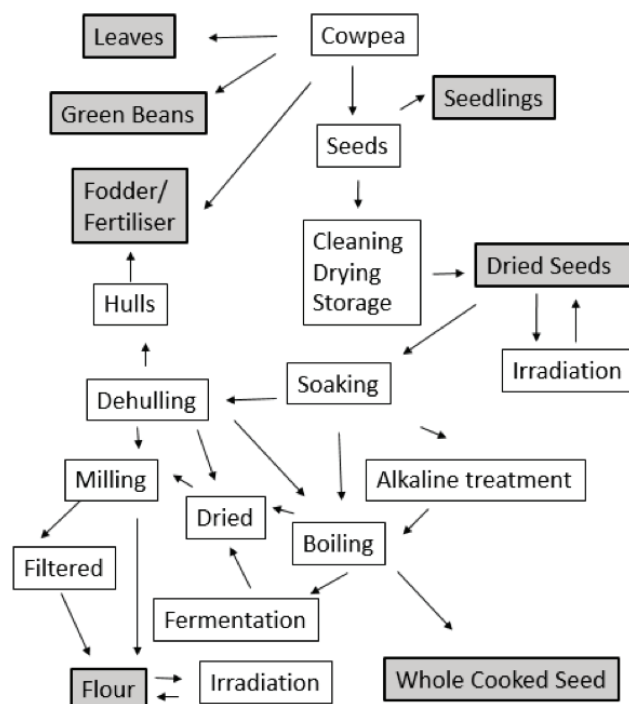 Leaves
Cowpea
Green Beans
Seedlings
Seeds
Fodder/
Fertiliser
Cleaning
Drying
Storage
Dried Seeds
Hulls
Irradiation
Soaking
Dehulling
Milling
Alkaline treatment
Dried
Boiling
Filtered
Fermentation
Flour
Irradiation
Whole Cooked Seed